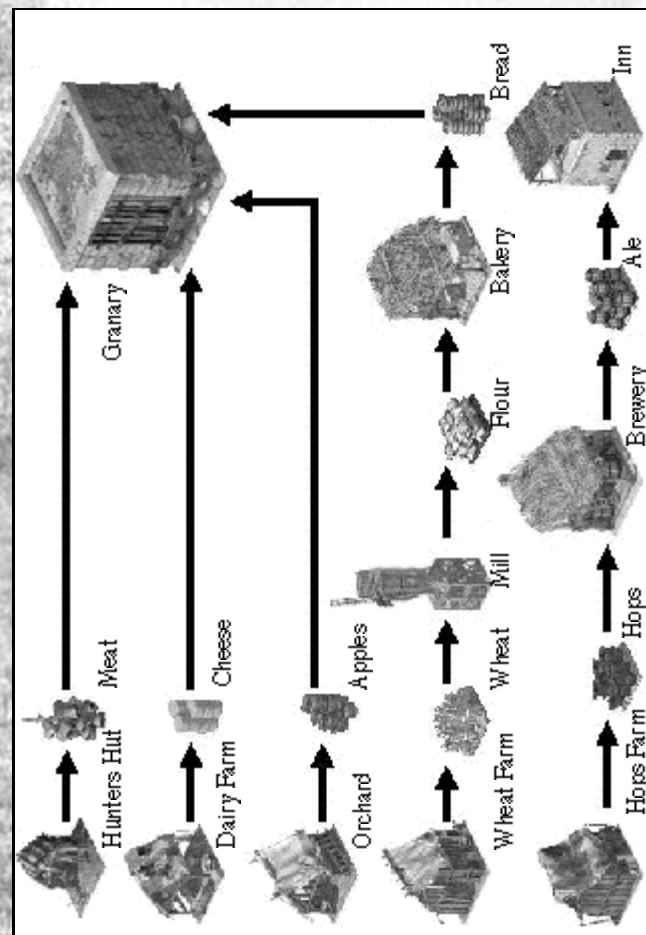 Hunters Hut
Meat
Granary
Dairy Farm
Cheese
Orchard
Apples
Wheat Farm
Wheat
Mill
Flour
Bakery
Bread
Hops Farm
Hops
Brewery
Ale
Inn